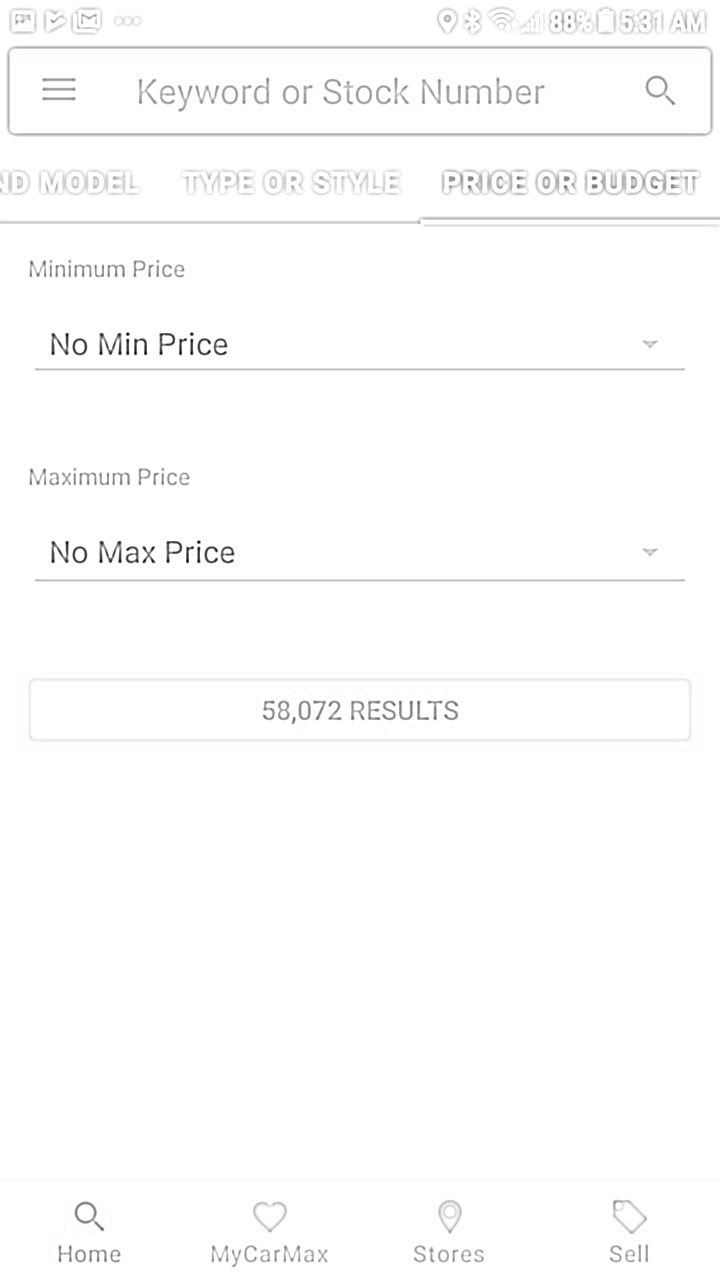 88% 5:31 AM
Keyword or Stock Number
ND MODEL TYPE OR STYLE PRICE OR BUDGET
Minimum Price
No Min Price
Maximum Price
No Max Price
58,072 RESULTS
Home MyCarMax Stores Sell